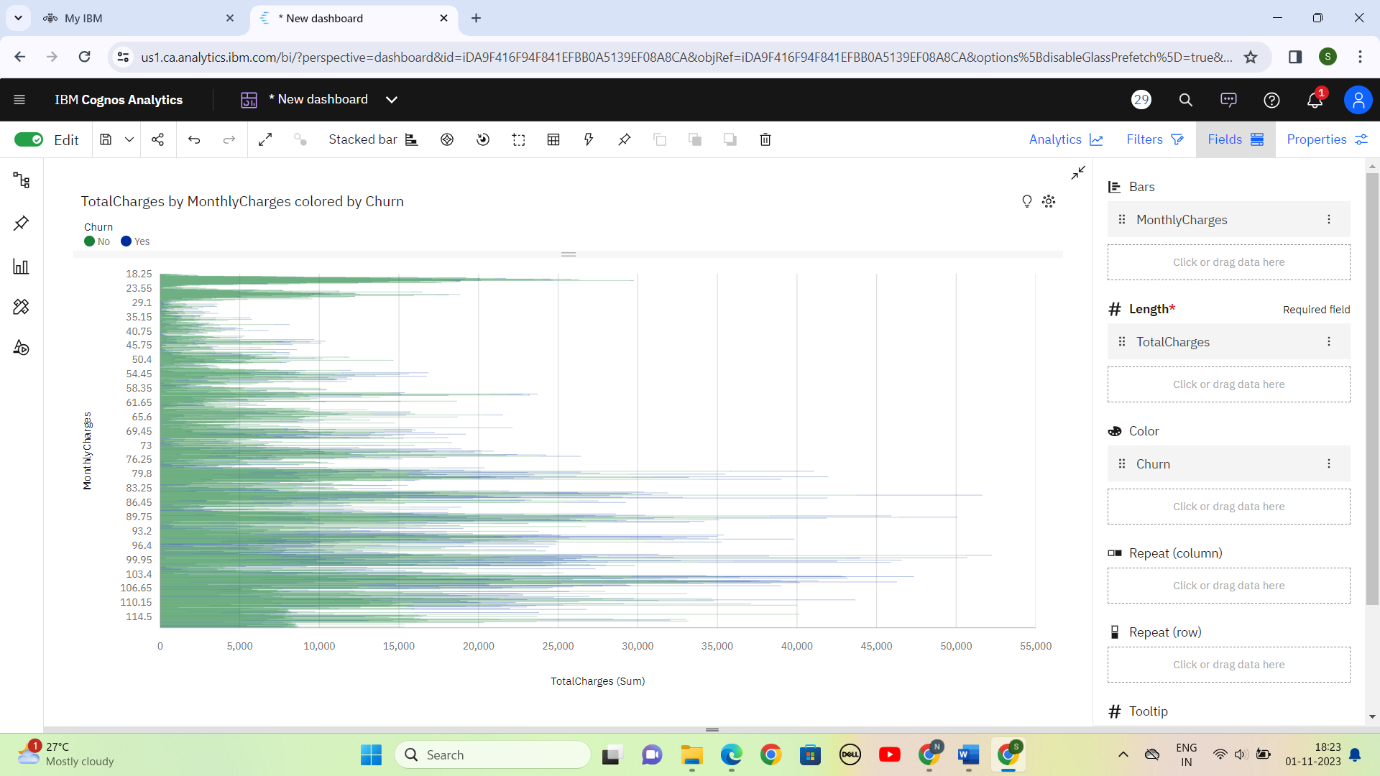 My IBM
* New dashboard
us1.ca.analytics.ibm.com/bi/?perspective=dashboard&id=iDA9F416F94F841EFBB0A5139EF08A8CA&objRef=iDA9F416F94F841EFBB0A5139EF08A8CA&options%5BdisableGlassPrefetch%5D=true&...
S
IBM Cognos Analytics
* New dashboard
29
1
Edit
Stacked bar
Analytics
Filters
Fields
Properties
TotalCharges by MonthlyCharges colored by Churn
Churn
No
Yes
MonthlyCharges
18.25
23.55
29.1
35.15
40.75
45.75
50.4
54.45
58.35
61.65
65.6
69.45
73
76.25
79.8
83.25
86.45
89.75
93.2
96.4
99.95
103.4
106.65
110.15
114.5
0
5,000
10,000
15,000
20,000
25,000
30,000
35,000
40,000
45,000
50,000
55,000
TotalCharges (Sum)
Bars
MonthlyCharges
Click or drag data here
Length*
Required field
TotalCharges
Click or drag data here
Color
Churn
Click or drag data here
Repeat (column)
Click or drag data here
Repeat (row)
Click or drag data here
Tooltip
1
27°C
Mostly cloudy
Search
DELL
N
W
S
ENG
IN
18:23
01-11-2023